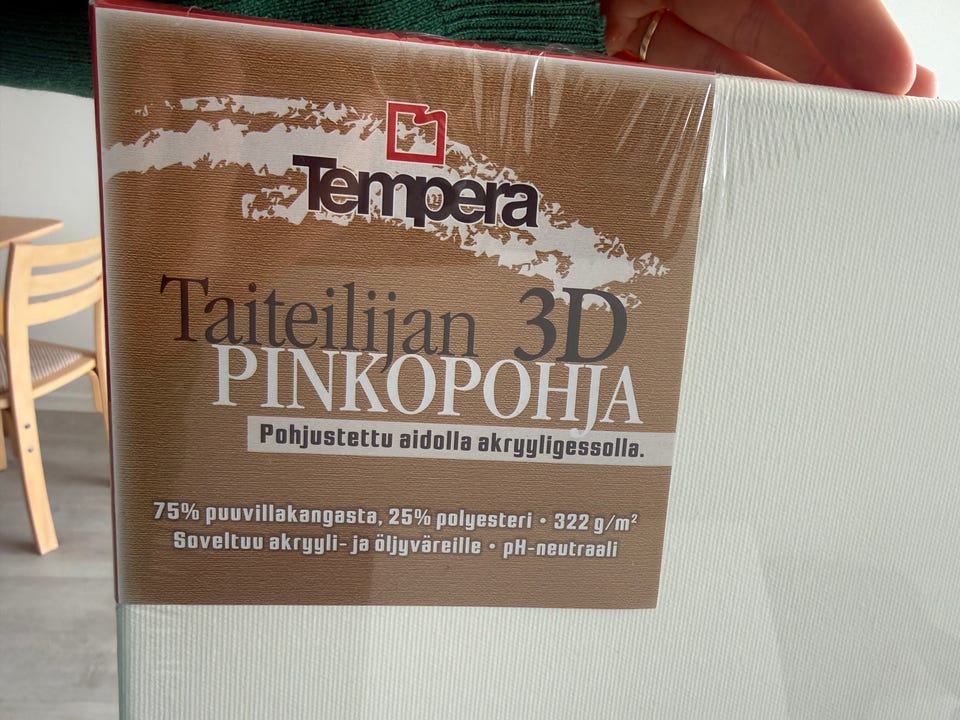 Tempera
Taiteilijan 3D
PINKOPOHJA
Pohjustettu aidolla akryyligessolla.
75% puuvillakangasta, 25% polyesteri • 322 g/m²
Soveltuu akryyli- ja öljyväreille • pH-neutraali